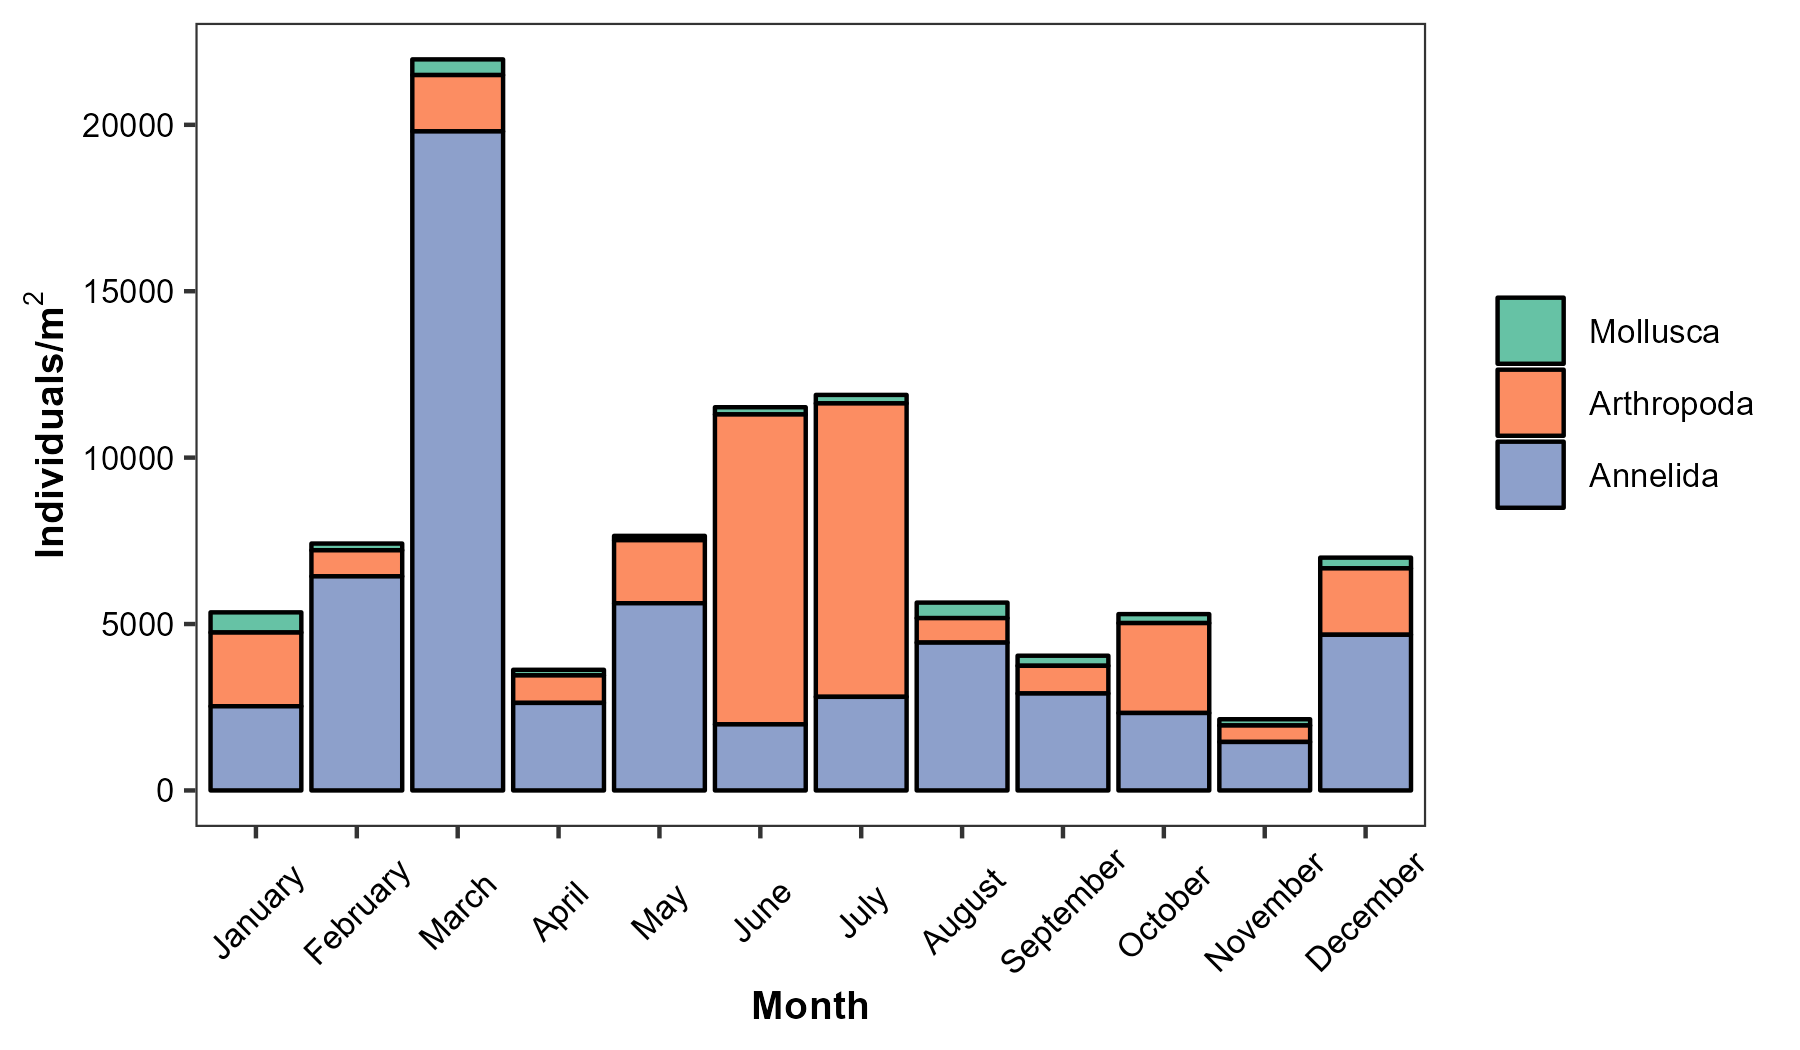 Individuals/m²
20000
15000
10000
5000
0
January
February
March
April
May
June
July
August
September
October
November
December
Month
Mollusca
Arthropoda
Annelida